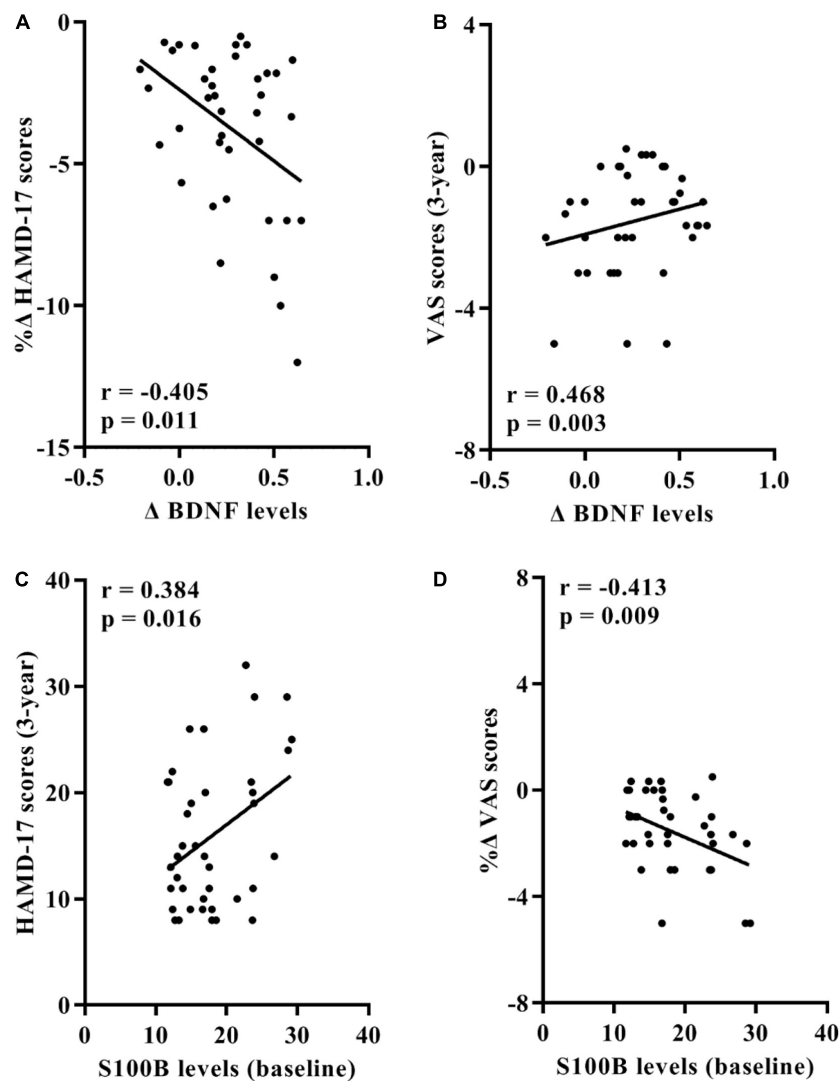 A
0
-5
-10
-15
%Δ HAMD-17 scores
r = -0.405
p = 0.011
-0.5 0.0 0.5 1.0
Δ BDNF levels
B
4
0
-4
-8
VAS scores (3-year)
r = 0.468
p = 0.003
-0.5 0.0 0.5 1.0
Δ BDNF levels
C
40
30
20
10
0
HAMD-17 scores (3-year)
r = 0.384
p = 0.016
0 10 20 30 40
S100B levels (baseline)
D
8
4
0
-4
-8
%Δ VAS scores
r = -0.413
p = 0.009
0 10 20 30 40
S100B levels (baseline)